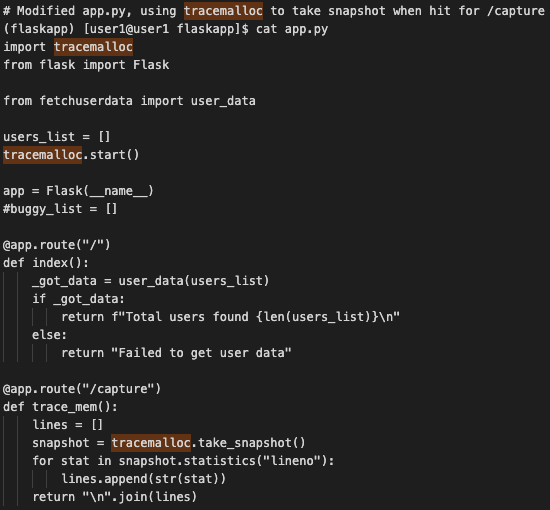 # Modified app.py, using tracemalloc to take snapshot when hit for /capture
(flaskapp) [user1@user1 flaskapp]$ cat app.py
import tracemalloc
from flask import Flask

from fetchuserdata import user_data

users_list = []
tracemalloc.start()

app = Flask(__name__)
#buggy_list = []

@app.route("/")
def index():
    _got_data = user_data(users_list)
    if _got_data:
        return f"Total users found {len(users_list)}\n"
    else:
        return "Failed to get user data"

@app.route("/capture")
def trace_mem():
    lines = []
    snapshot = tracemalloc.take_snapshot()
    for stat in snapshot.statistics("lineno"):
        lines.append(str(stat))
    return "\n".join(lines)